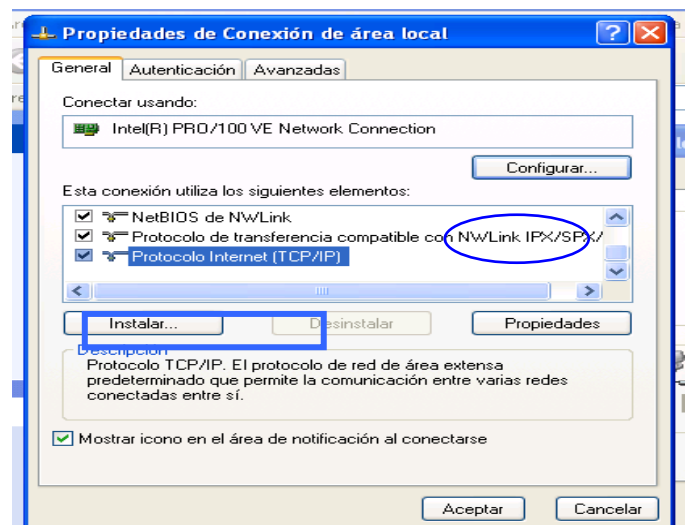 Propiedades de Conexión de área local
General Autenticación Avanzadas
Conectar usando:
Intel(R) PRO/100 VE Network Connection
Configurar...
Esta conexión utiliza los siguientes elementos:
NetBIOS de NWLink
Protocolo de transferencia compatible con NWLink IPX/SPX/
Protocolo Internet (TCP/IP)
Instalar... Desinstalar Propiedades
Descripción
Protocolo TCP/IP. El protocolo de red de área extensa
predeterminado que permite la comunicación entre varias redes
conectadas entre sí.
Mostrar icono en el área de notificación al conectarse
Aceptar Cancelar